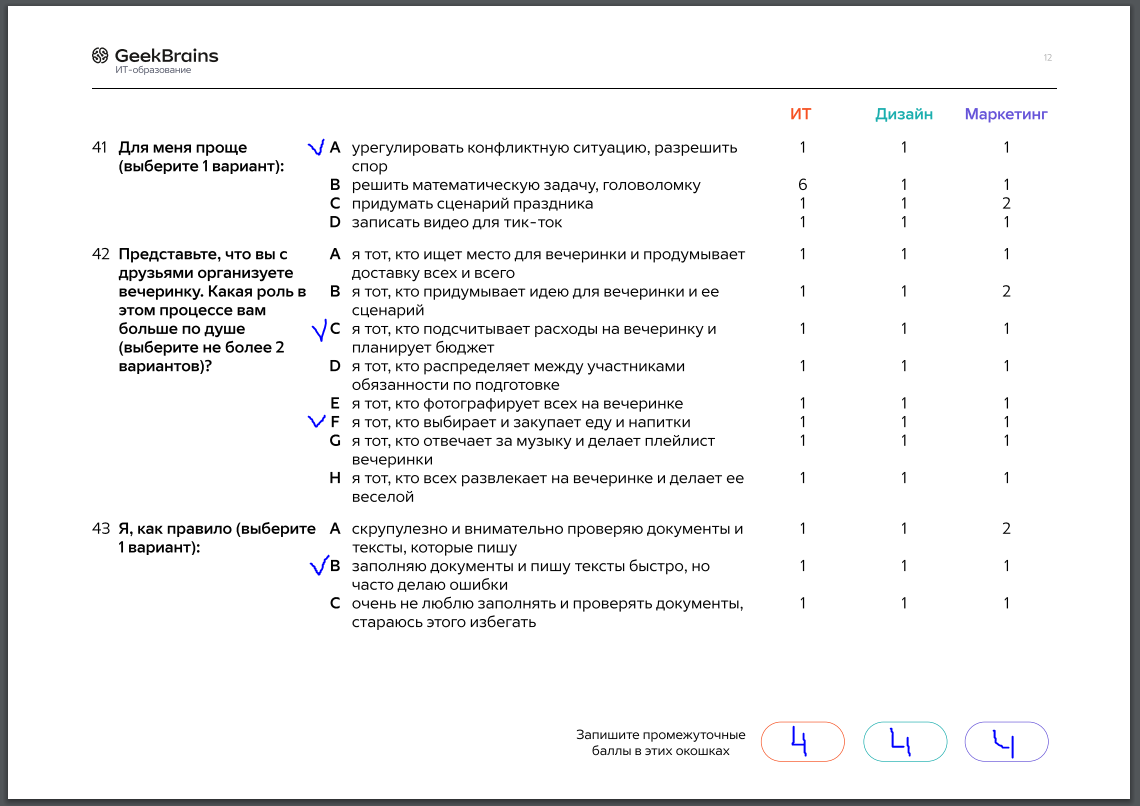 GeekBrains
ИТ-образование
12
ИТ Дизайн Маркетинг
41 Для меня проще (выберите 1 вариант):
A урегулировать конфликтную ситуацию, разрешить спор 1 1 1
B решить математическую задачу, головоломку 6 1 1
C придумать сценарий праздника 1 1 2
D записать видео для тик-ток 1 1 1
42 Представьте, что вы с друзьями организуете вечеринку. Какая роль в этом процессе вам больше по душе (выберите не более 2 вариантов)?
A я тот, кто ищет место для вечеринки и продумывает доставку всех и всего 1 1 1
B я тот, кто придумывает идею для вечеринки и ее сценарий 1 1 2
C я тот, кто подсчитывает расходы на вечеринку и планирует бюджет 1 1 1
D я тот, кто распределяет между участниками обязанности по подготовке 1 1 1
E я тот, кто фотографирует всех на вечеринке 1 1 1
F я тот, кто выбирает и закупает еду и напитки 1 1 1
G я тот, кто отвечает за музыку и делает плейлист вечеринки 1 1 1
H я тот, кто всех развлекает на вечеринке и делает ее веселой 1 1 1
43 Я, как правило (выберите 1 вариант):
A скрупулезно и внимательно проверяю документы и тексты, которые пишу 1 1 2
B заполняю документы и пишу тексты быстро, но часто делаю ошибки 1 1 1
C очень не люблю заполнять и проверять документы, стараюсь этого избегать 1 1 1
Запишите промежуточные баллы в этих окошках
4 4 4